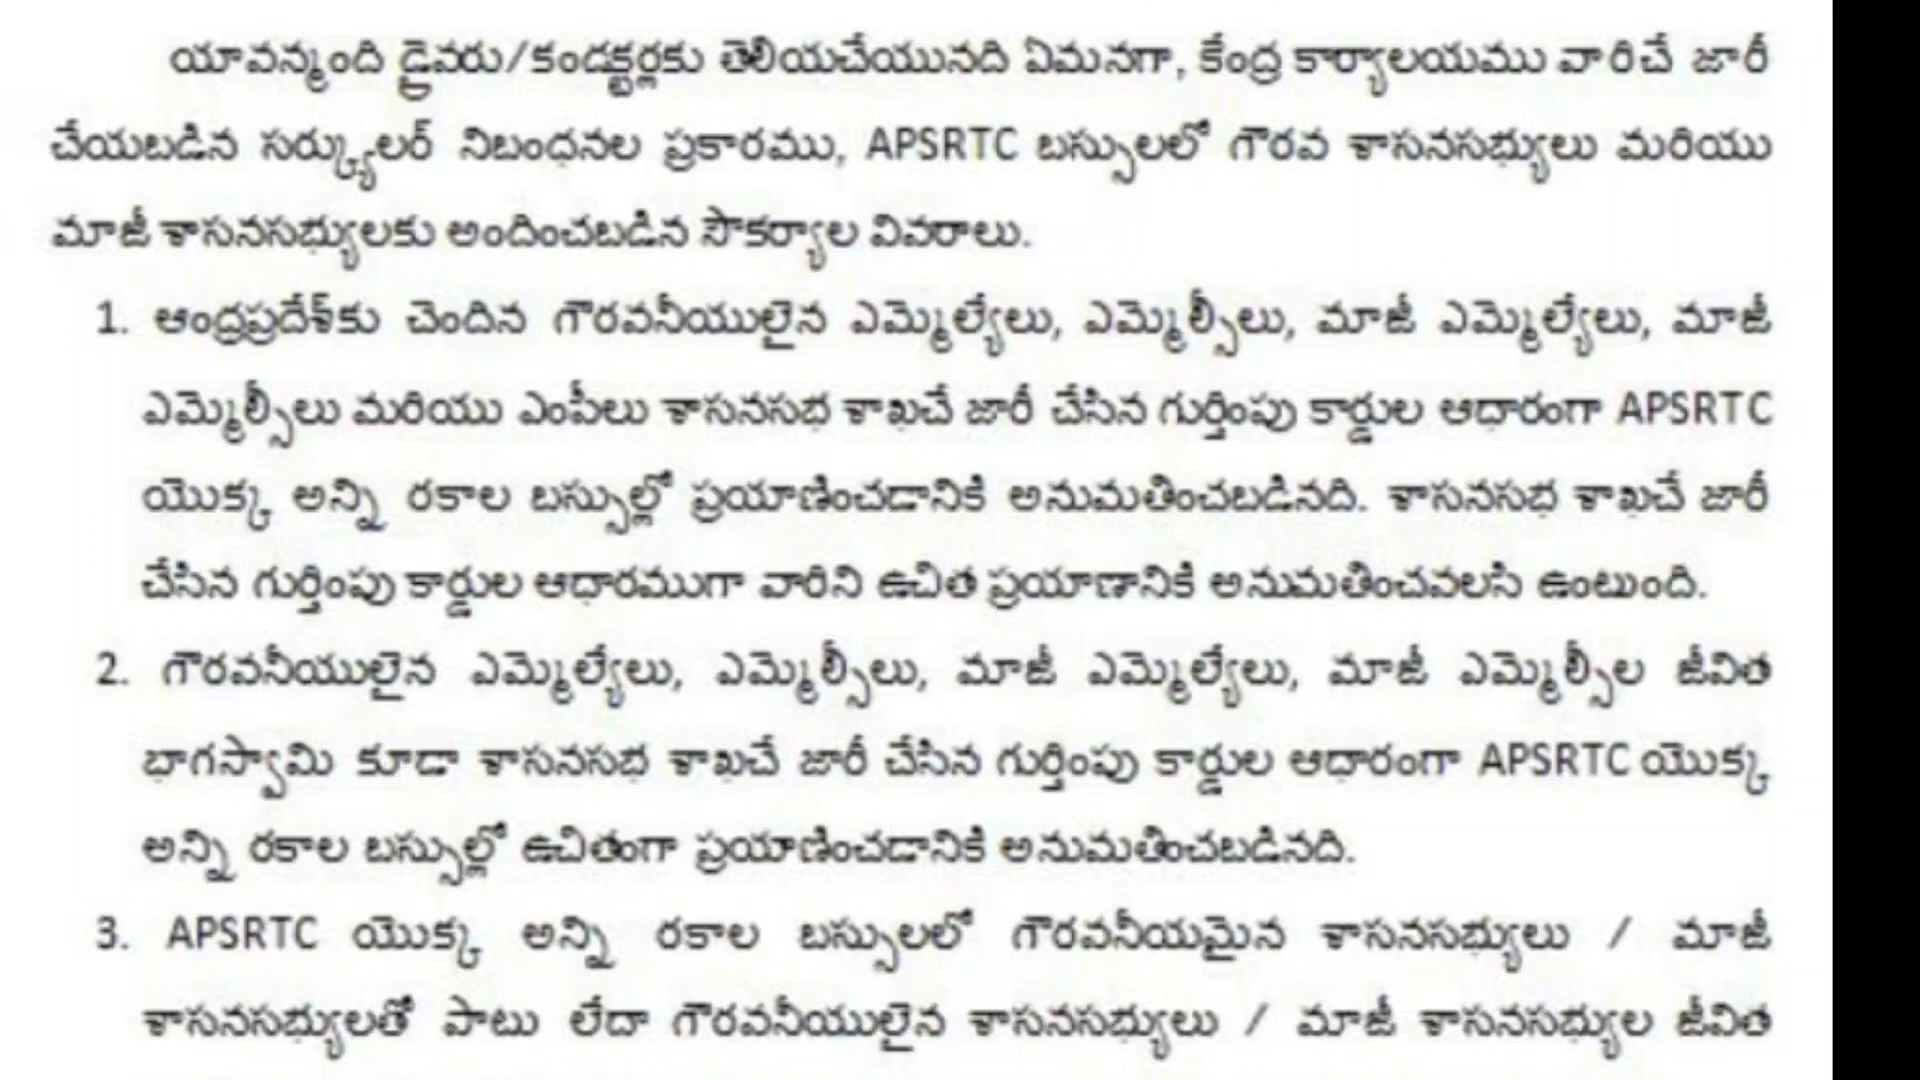 యావన్మంది డ్రైవరు/కండక్టర్లకు తెలియచేయునది ఏమనగా, కేంద్ర కార్యాలయము వారిచే జారీ
చేయబడిన సర్క్యులర్ నిబంధనల ప్రకారము, APSRTC బస్సులలో గౌరవ శాసనసభ్యులు మరియు
మాజీ శాసనసభ్యులకు అందించబడిన సౌకర్యాల వివరాలు.
1. ఆంధ్రప్రదేశ్‌కు చెందిన గౌరవనీయులైన ఎమ్మెల్యేలు, ఎమ్మెల్సీలు, మాజీ ఎమ్మెల్యేలు, మాజీ
ఎమ్మెల్సీలు మరియు ఎంపీలు శాసనసభ శాఖచే జారీ చేసిన గుర్తింపు కార్డుల ఆధారంగా APSRTC
యొక్క అన్ని రకాల బస్సుల్లో ప్రయాణించడానికి అనుమతించబడినది. శాసనసభ శాఖచే జారీ
చేసిన గుర్తింపు కార్డుల ఆధారముగా వారిని ఉచిత ప్రయాణానికి అనుమతించవలసి ఉంటుంది.
2. గౌరవనీయులైన ఎమ్మెల్యేలు, ఎమ్మెల్సీలు, మాజీ ఎమ్మెల్యేలు, మాజీ ఎమ్మెల్సీల జీవిత
భాగస్వామి కూడా శాసనసభ శాఖచే జారీ చేసిన గుర్తింపు కార్డుల ఆధారంగా APSRTC యొక్క
అన్ని రకాల బస్సుల్లో ఉచితంగా ప్రయాణించడానికి అనుమతించబడినది.
3. APSRTC యొక్క అన్ని రకాల బస్సులలో గౌరవనీయమైన శాసనసభ్యులు / మాజీ
శాసనసభ్యులతో పాటు లేదా గౌరవనీయులైన శాసనసభ్యులు / మాజీ శాసనసభ్యుల జీవిత